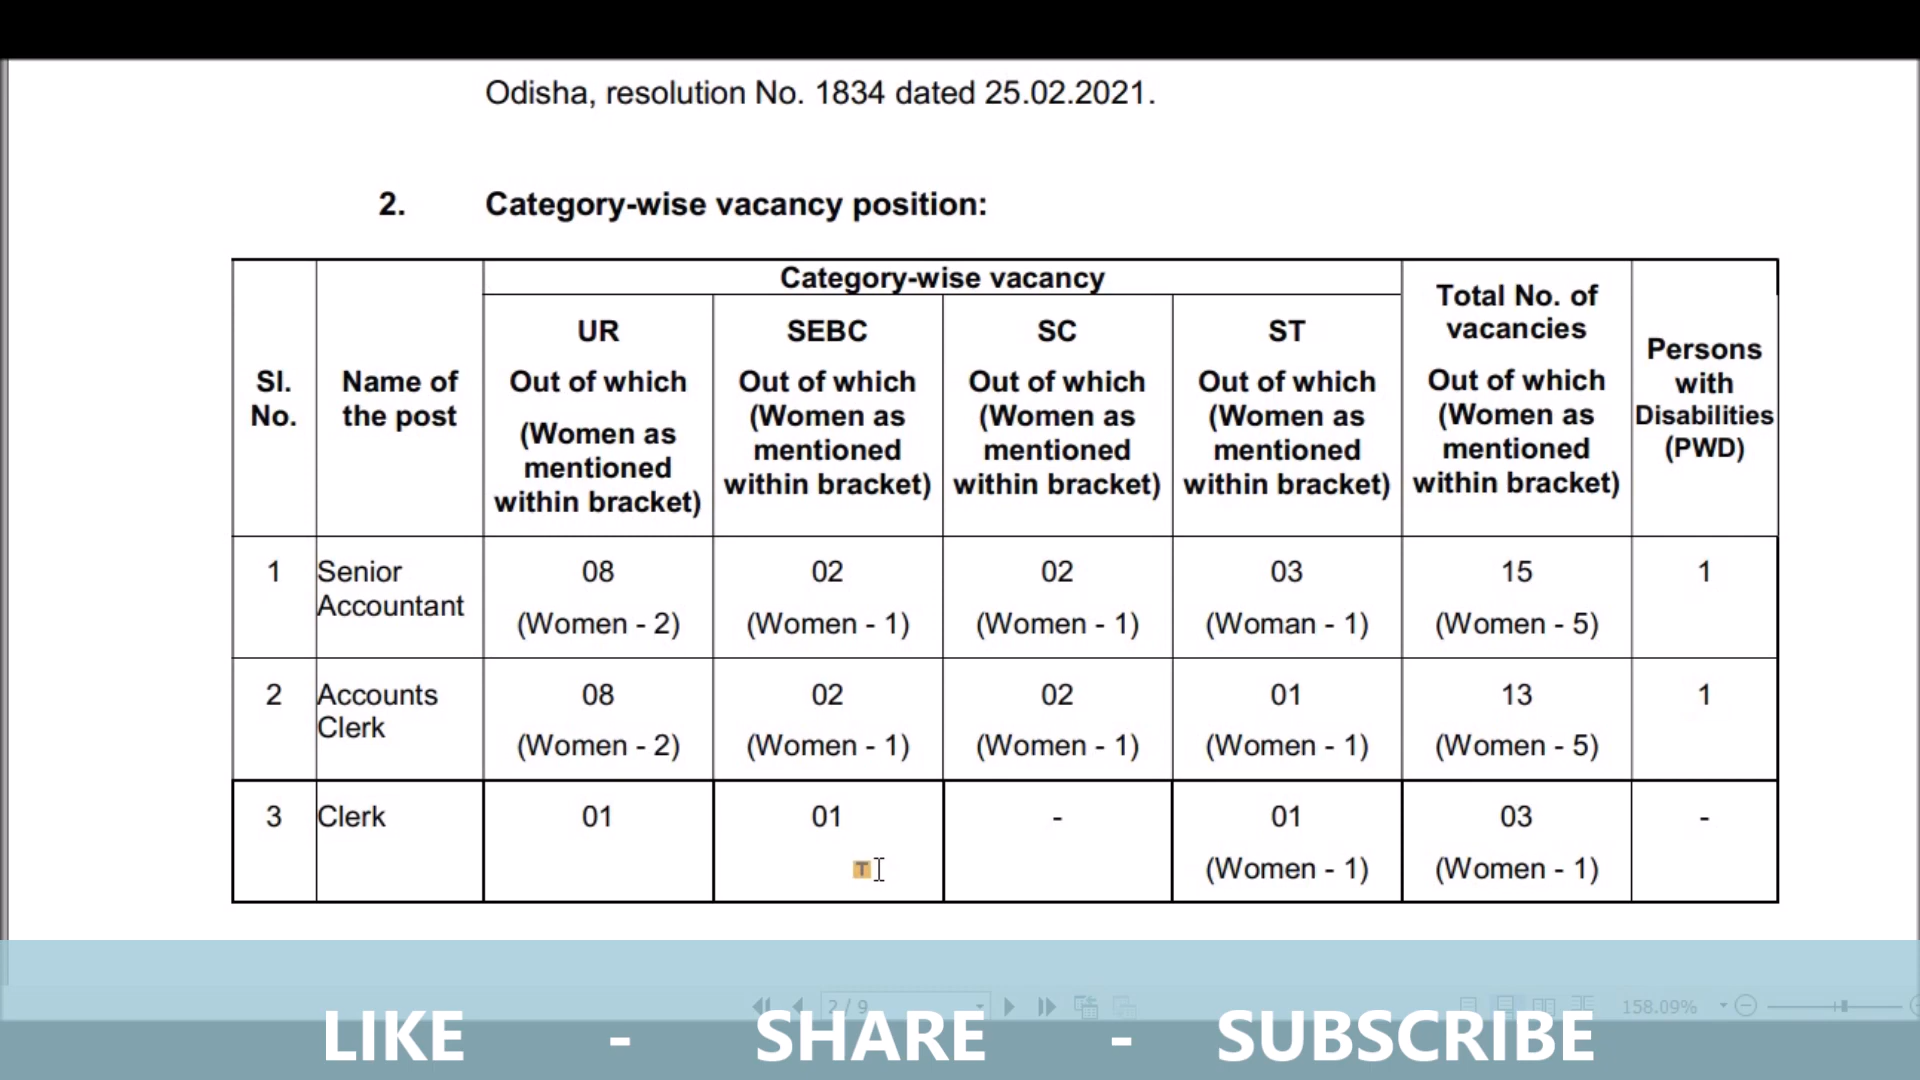 Odisha, resolution No. 1834 dated 25.02.2021.
2. Category-wise vacancy position:
Sl. No.
Name of the post
Category-wise vacancy
UR
Out of which
(Women as
mentioned
within bracket)
SEBC
Out of which
(Women as
mentioned
within bracket)
SC
Out of which
(Women as
mentioned
within bracket)
ST
Out of which
(Women as
mentioned
within bracket)
Total No. of
vacancies
Out of which
(Women as
mentioned
within bracket)
Persons
with
Disabilities
(PWD)
1 Senior Accountant 08 02 02 03 15 1
(Women - 2) (Women - 1) (Women - 1) (Woman - 1) (Women - 5)
2 Accounts Clerk 08 02 02 01 13 1
(Women - 2) (Women - 1) (Women - 1) (Women - 1) (Women - 5)
3 Clerk 01 01 - 01 03 -
(Women - 1) (Women - 1)
2 / 9 158.09%
LIKE - SHARE - SUBSCRIBE